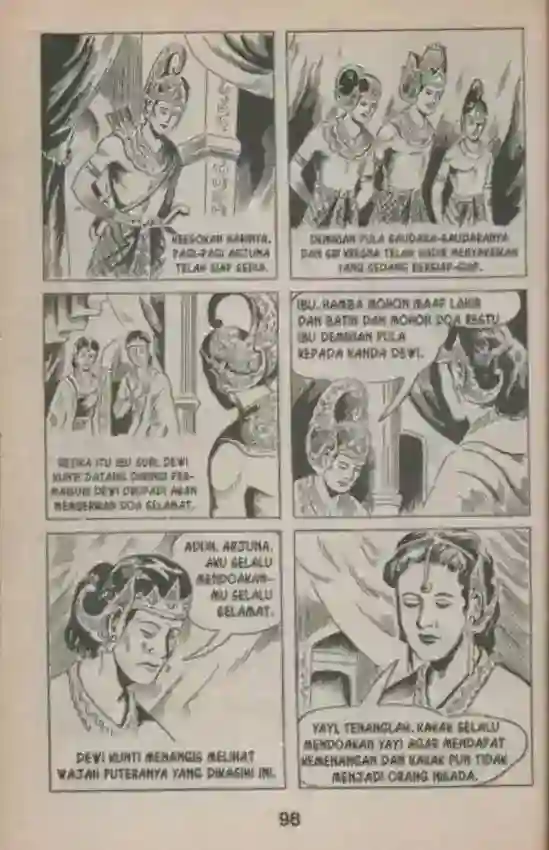 KEESOKAN HARINYA,
PAGI-PAGI ARJUNA
TELAH SIAP SEDIA.
DEMIKIAN PULA SAUDARA-SAUDARANYA
DAN SRI KRESNA TELAH HADIR MENYAKSIKAN
YANG SEDANG BERSIAP-SIAP.
KETIKA ITU IBU SURI, DEWI
KUNTI DATANG DIIRINGI PER-
MAISURI DEWI DRUPADI AKAN
MEMBERIKAN DOA SELAMAT.
IBU, HAMBA MOHON MAAF LAHIR
DAN BATIN DAN MOHON DOA RESTU
IBU DEMIKIAN PULA
KEPADA KANDA DEWI.
ADUH, ARJUNA,
AKU SELALU
MENDOAKAN-
MU SELALU
SELAMAT.
DEWI KUNTI MENANGIS MELIHAT
WAJAH PUTERANYA YANG DIKASIHI INI.
YAYI, TENANGLAH. KAKAK SELALU
MENDOAKAN YAYI AGAR MENDAPAT
KEMENANGAN DAN KAKAK PUN TIDAK
MENJADI ORANG
98